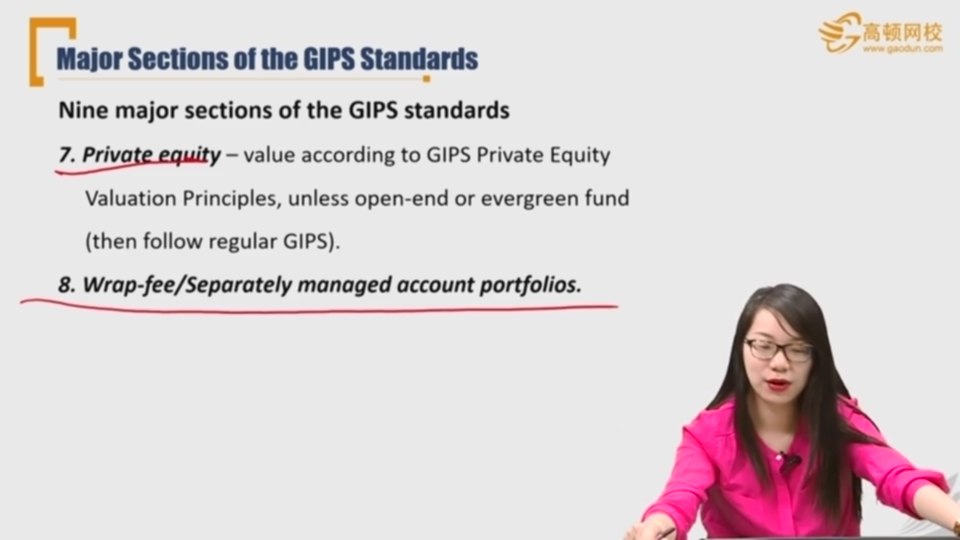 高顿网校
www.gaodun.com
Major Sections of the GIPS Standards
Nine major sections of the GIPS standards
7. Private equity – value according to GIPS Private Equity
Valuation Principles, unless open-end or evergreen fund
(then follow regular GIPS).
8. Wrap-fee/Separately managed account portfolios.